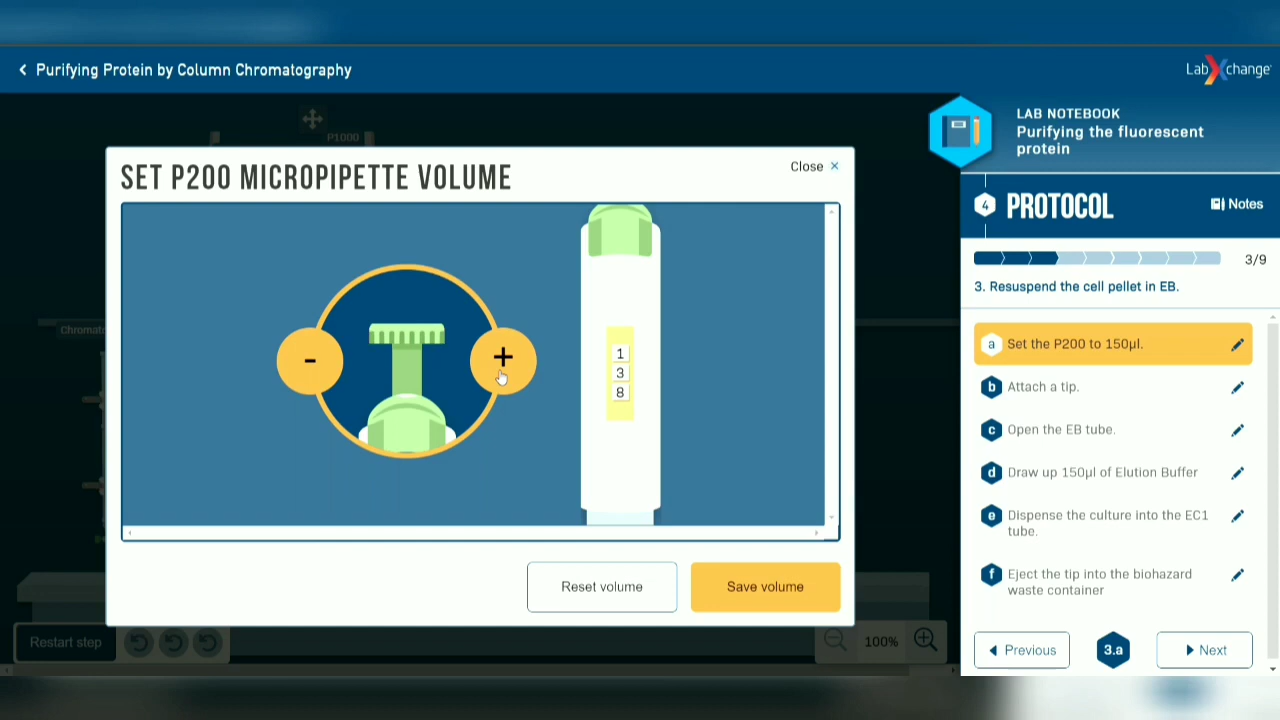 Purifying Protein by Column Chromatography
LabXchange
P1000
LAB NOTEBOOK
Purifying the fluorescent
protein
SET P200 MICROPIPETTE VOLUME
Close ×
4 PROTOCOL
Notes
3/9
3. Resuspend the cell pellet in EB.
-
+
1
3
8
a Set the P200 to 150µl.
b Attach a tip.
c Open the EB tube.
d Draw up 150µl of Elution Buffer
e Dispense the culture into the EC1
tube.
f Eject the tip into the biohazard
waste container
Reset volume
Save volume
Restart step
100%
Previous
3.a
Next